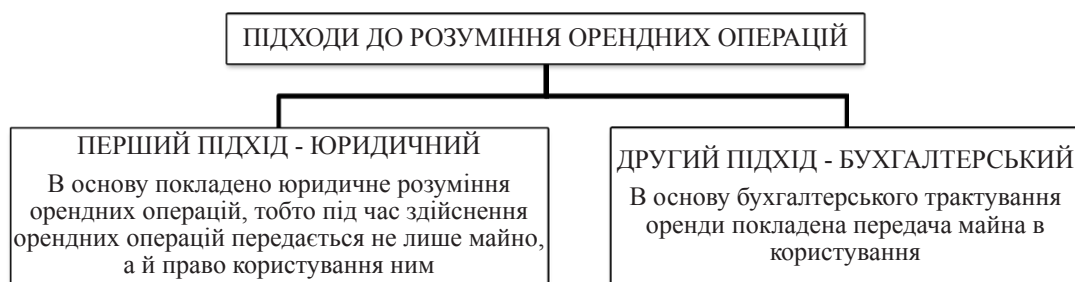 ПІДХОДИ ДО РОЗУМІННЯ ОРЕНДНИХ ОПЕРАЦІЙ
ПЕРШИЙ ПІДХІД - ЮРИДИЧНИЙ
В основу покладено юридичне розуміння
орендних операцій, тобто під час здійснення
орендних операцій передається не лише майно,
а й право користування ним
ДРУГИЙ ПІДХІД - БУХГАЛТЕРСЬКИЙ
В основу бухгалтерського трактування
оренди покладена передача майна в
користування